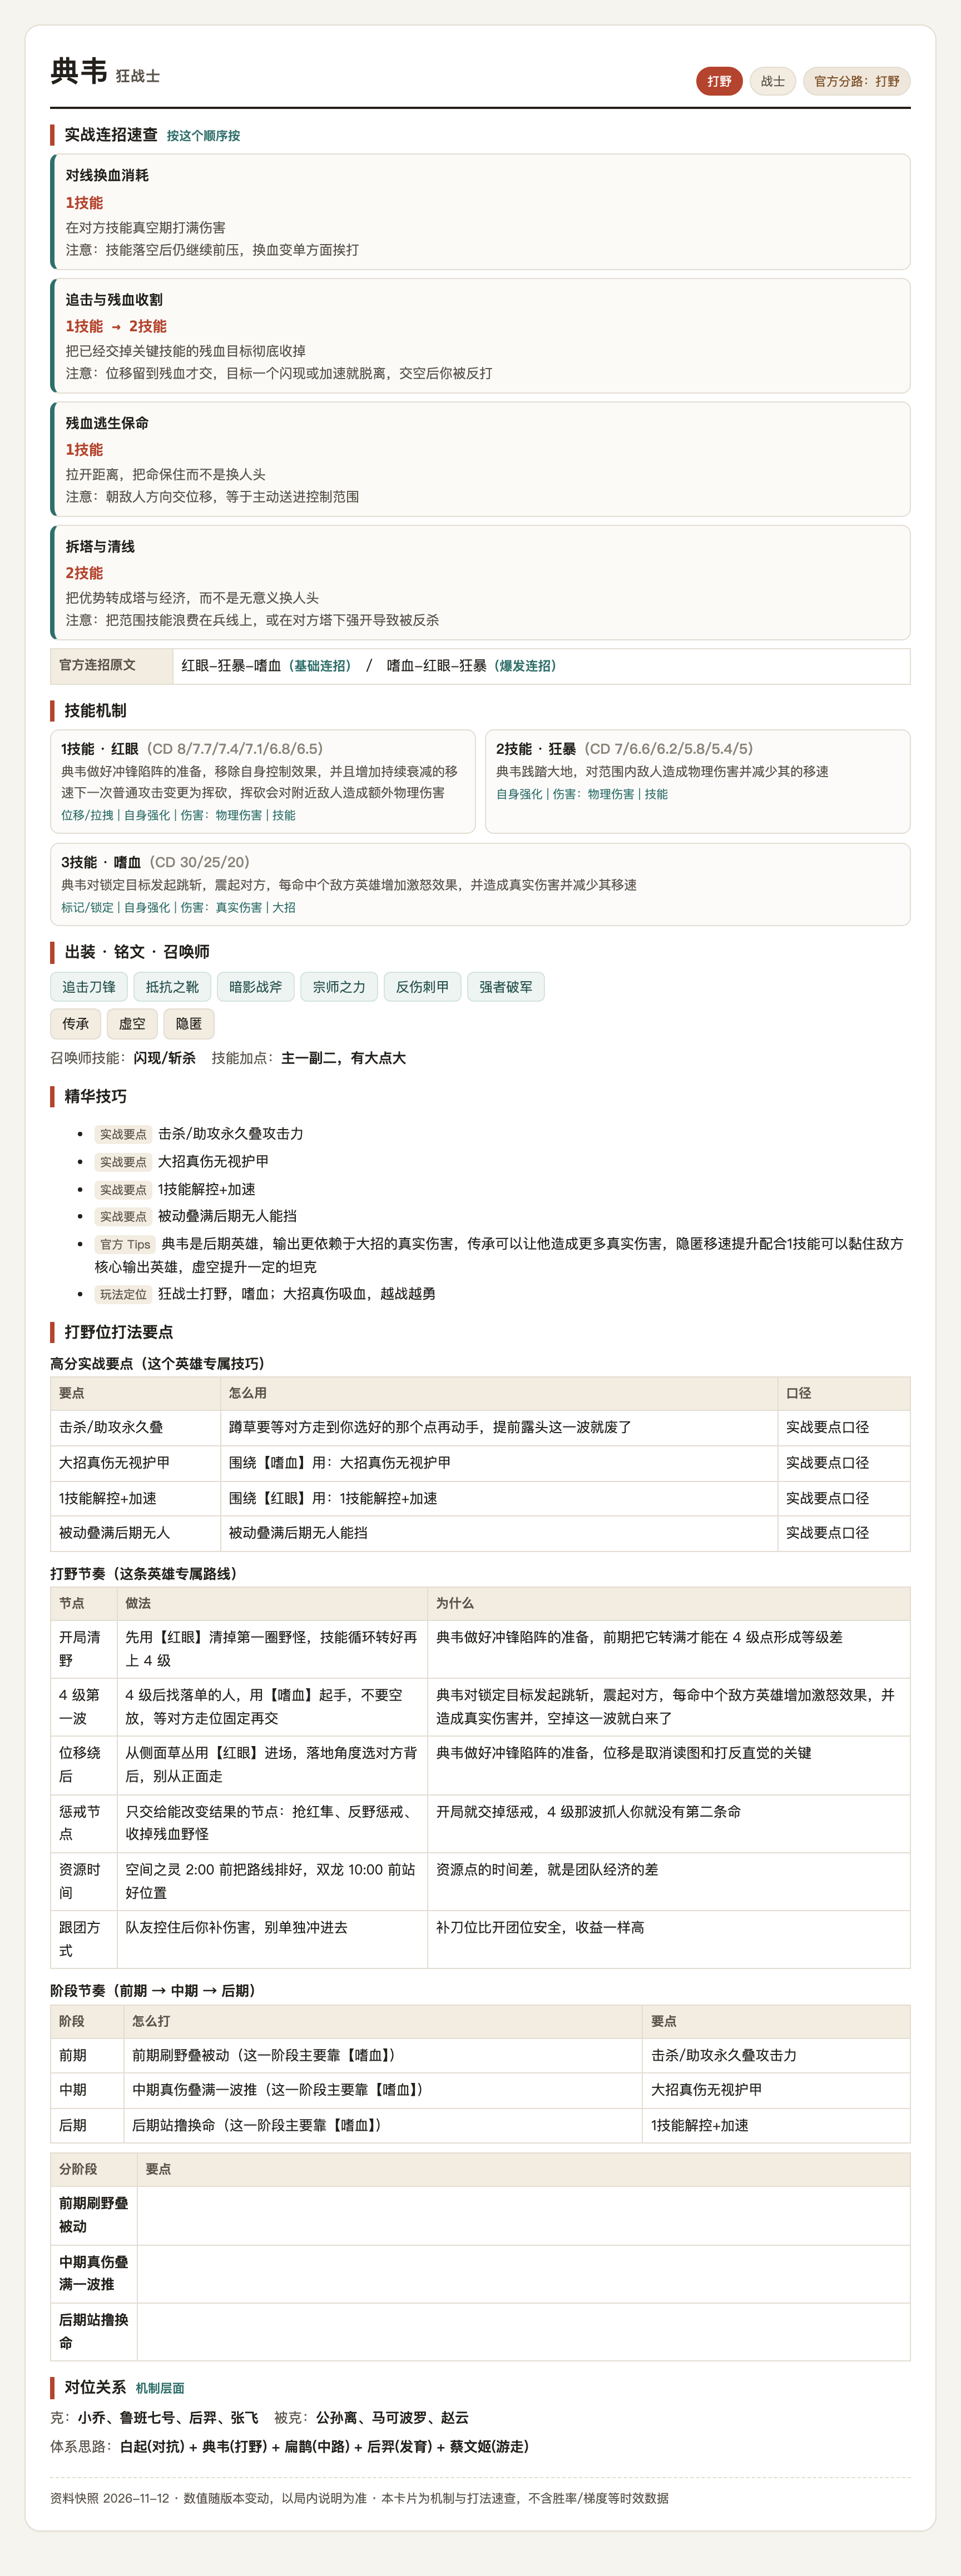 典韦 狂战士
打野 战士 官方分路：打野
实战连招速查 按这个顺序按
对线换血消耗
1技能
在对方技能真空期打满伤害
注意：技能落空后仍继续前压，换血变单方面挨打
追击与残血收割
1技能 → 2技能
把已经交掉关键技能的残血目标彻底收掉
注意：位移留到残血才交，目标一个闪现或加速就脱离，交空后你被反打
残血逃生保命
1技能
拉开距离，把命保住而不是换人头
注意：朝敌人方向交位移，等于主动送进控制范围
拆塔与清线
2技能
把优势转成塔与经济，而不是无意义换人头
注意：把范围技能浪费在兵线上，或在对方塔下强开导致被反杀
官方连招原文 红眼–狂暴–嗜血（基础连招） / 嗜血–红眼–狂暴（爆发连招）
技能机制
1技能 · 红眼（CD 8/7.7/7.4/7.1/6.8/6.5）
典韦做好冲锋陷阵的准备，移除自身控制效果，并且增加持续衰减的移
速下一次普通攻击变更为挥砍，挥砍会对附近敌人造成额外物理伤害
位移/拉拽 | 自身强化 | 伤害：物理伤害 | 技能
2技能 · 狂暴（CD 7/6.6/6.2/5.8/5.4/5）
典韦践踏大地，对范围内敌人造成物理伤害并减少其的移速
自身强化 | 伤害：物理伤害 | 技能
3技能 · 嗜血（CD 30/25/20）
典韦对锁定目标发起跳斩，震起对方，每命中个敌方英雄增加激怒效果，并造成真实伤害并减少其移速
标记/锁定 | 自身强化 | 伤害：真实伤害 | 大招
出装 · 铭文 · 召唤师
追击刀锋 抵抗之靴 暗影战斧 宗师之力 反伤刺甲 强者破军
传承 虚空 隐匿
召唤师技能：闪现/斩杀 技能加点：主一副二，有大点大
精华技巧
• 实战要点 击杀/助攻永久叠攻击力
• 实战要点 大招真伤无视护甲
• 实战要点 1技能解控+加速
• 实战要点 被动叠满后期无人能挡
• 官方 Tips 典韦是后期英雄，输出更依赖于大招的真实伤害，传承可以让他造成更多真实伤害，隐匿移速提升配合1技能可以黏住敌方
核心输出英雄，虚空提升一定的坦克
• 玩法定位 狂战士打野，嗜血；大招真伤吸血，越战越勇
打野位打法要点
高分实战要点（这个英雄专属技巧）
要点 怎么用 口径
击杀/助攻永久叠 蹲草要等对方走到你选好的那个点再动手，提前露头这一波就废了 实战要点口径
大招真伤无视护甲 围绕【嗜血】用：大招真伤无视护甲 实战要点口径
1技能解控+加速 围绕【红眼】用：1技能解控+加速 实战要点口径
被动叠满后期无人 被动叠满后期无人能挡 实战要点口径
打野节奏（这条英雄专属路线）
节点 做法 为什么
开局清
野
先用【红眼】清掉第一圈野怪，技能循环转好再
上 4 级
典韦做好冲锋陷阵的准备，前期把它转满才能在 4 级点形成等级差
4 级第
一波
4 级后找落单的人，用【嗜血】起手，不要空
放，等对方走位固定再交
典韦对锁定目标发起跳斩，震起对方，每命中个敌方英雄增加激怒效果，并
造成真实伤害并，空掉这一波就白来了
位移绕
后
从侧面草丛用【红眼】进场，落地角度选对方背
后，别从正面走
典韦做好冲锋陷阵的准备，位移是取消读图和打反直觉的关键
惩戒节
点
只交给能改变结果的节点：抢红隼、反野惩戒、
收掉残血野怪
开局就交掉惩戒，4 级那波抓人你就没有第二条命
资源时
间
空间之灵 2:00 前把路线排好，双龙 10:00 前站
好位置
资源点的时间差，就是团队经济的差
跟团方
式
队友控住后你补伤害，别单独冲进去
补刀位比开团位安全，收益一样高
阶段节奏（前期 → 中期 → 后期）
阶段 怎么打 要点
前期 前期刷野叠被动（这一阶段主要靠【嗜血】） 击杀/助攻永久叠攻击力
中期 中期真伤叠满一波推（这一阶段主要靠【嗜血】） 大招真伤无视护甲
后期 后期站撸换命（这一阶段主要靠【嗜血】） 1技能解控+加速
分阶段 要点
前期刷野叠
被动
中期真伤叠
满一波推
后期站撸换
命
对位关系 机制层面
克：小乔、鲁班七号、后羿、张飞 被克：公孙离、马可波罗、赵云
体系思路：白起(对抗) + 典韦(打野) + 扁鹊(中路) + 后羿(发育) + 蔡文姬(游走)
资料快照 2026–11–12 · 数值随版本变动，以局内说明为准 · 本卡片为机制与打法速查，不含胜率/梯度等时效数据